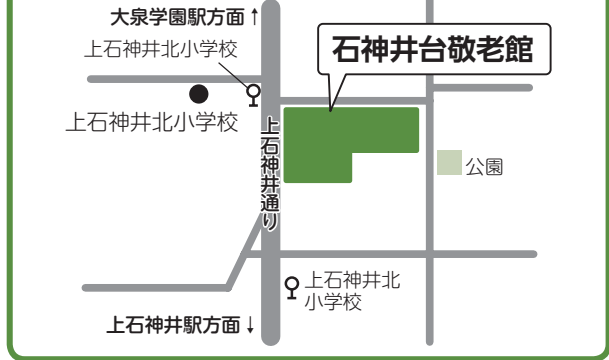 大泉学園駅方面↑
上石神井北小学校
石神井台敬老館
上石神井北小学校
上石神井通り
公園
上石神井北
小学校
上石神井駅方面↓